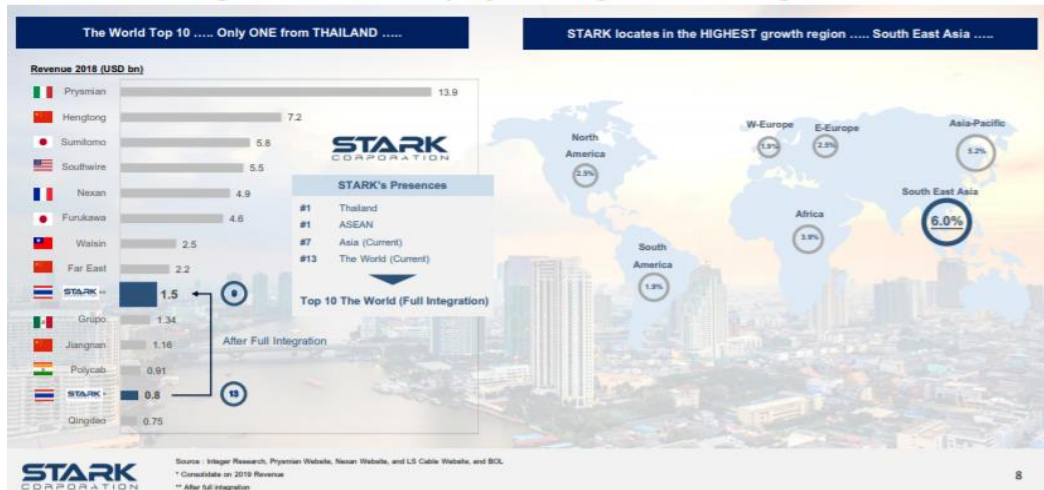 The World Top 10 ..... Only ONE from THAILAND .....
STARK locates in the HIGHEST growth region ..... South East Asia .....
Revenue 2018 (USD bn)
Prysmian 13.9
Hengtong 7.2
Sumitomo 5.8
Southwire 5.5
Nexan 4.9
Furukawa 4.6
Walsin 2.5
Far East 2.2
STARK ** 1.5
Grupo 1.34
Jiangnan 1.16
Polycab 0.91
STARK * 0.8
Qingdao 0.75
9
After Full Integration
13
STARK
CORPORATION
STARK's Presences
#1 Thailand
#1 ASEAN
#7 Asia (Current)
#13 The World (Current)
Top 10 The World (Full Integration)
North
America
2.5%
W-Europe
1.9%
E-Europe
2.5%
Asia-Pacific
5.2%
South East Asia
6.0%
Africa
3.9%
South
America
1.9%
STARK
CORPORATION
Source : Integer Research, Prysmian Website, Nexan Website, and LS Cable Website, and BOL
* Consolidate on 2019 Revenue
** After full integration
8